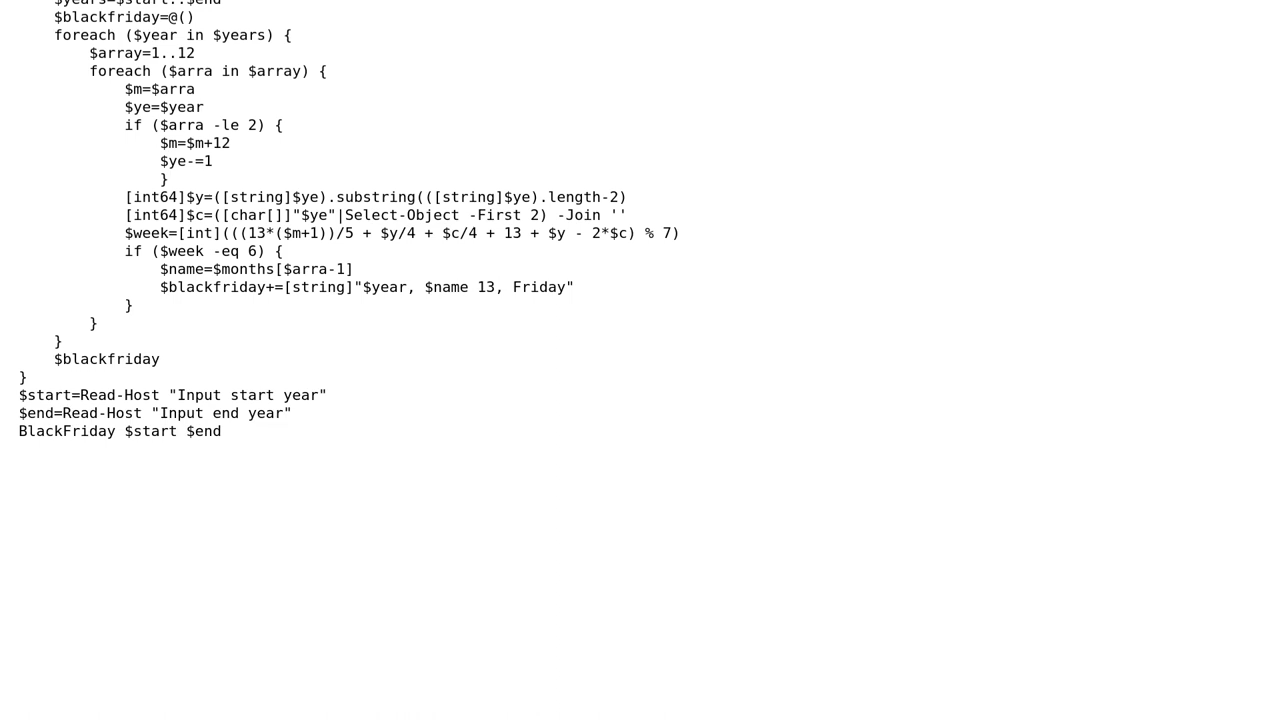 $years=$start..$end
    $blackfriday=@()
    foreach ($year in $years) {
        $array=1..12
        foreach ($arra in $array) {
            $m=$arra
            $ye=$year
            if ($arra -le 2) {
                $m=$m+12
                $ye-=1
                }
            [int64]$y=([string]$ye).substring(([string]$ye).length-2)
            [int64]$c=([char[]]"$ye"|Select-Object -First 2) -Join ''
            $week=[int](((13*($m+1))/5 + $y/4 + $c/4 + 13 + $y - 2*$c) % 7)
            if ($week -eq 6) {
                $name=$months[$arra-1]
                $blackfriday+=[string]"$year, $name 13, Friday"
            }
        }
    }
    $blackfriday
}
$start=Read-Host "Input start year"
$end=Read-Host "Input end year"
BlackFriday $start $end